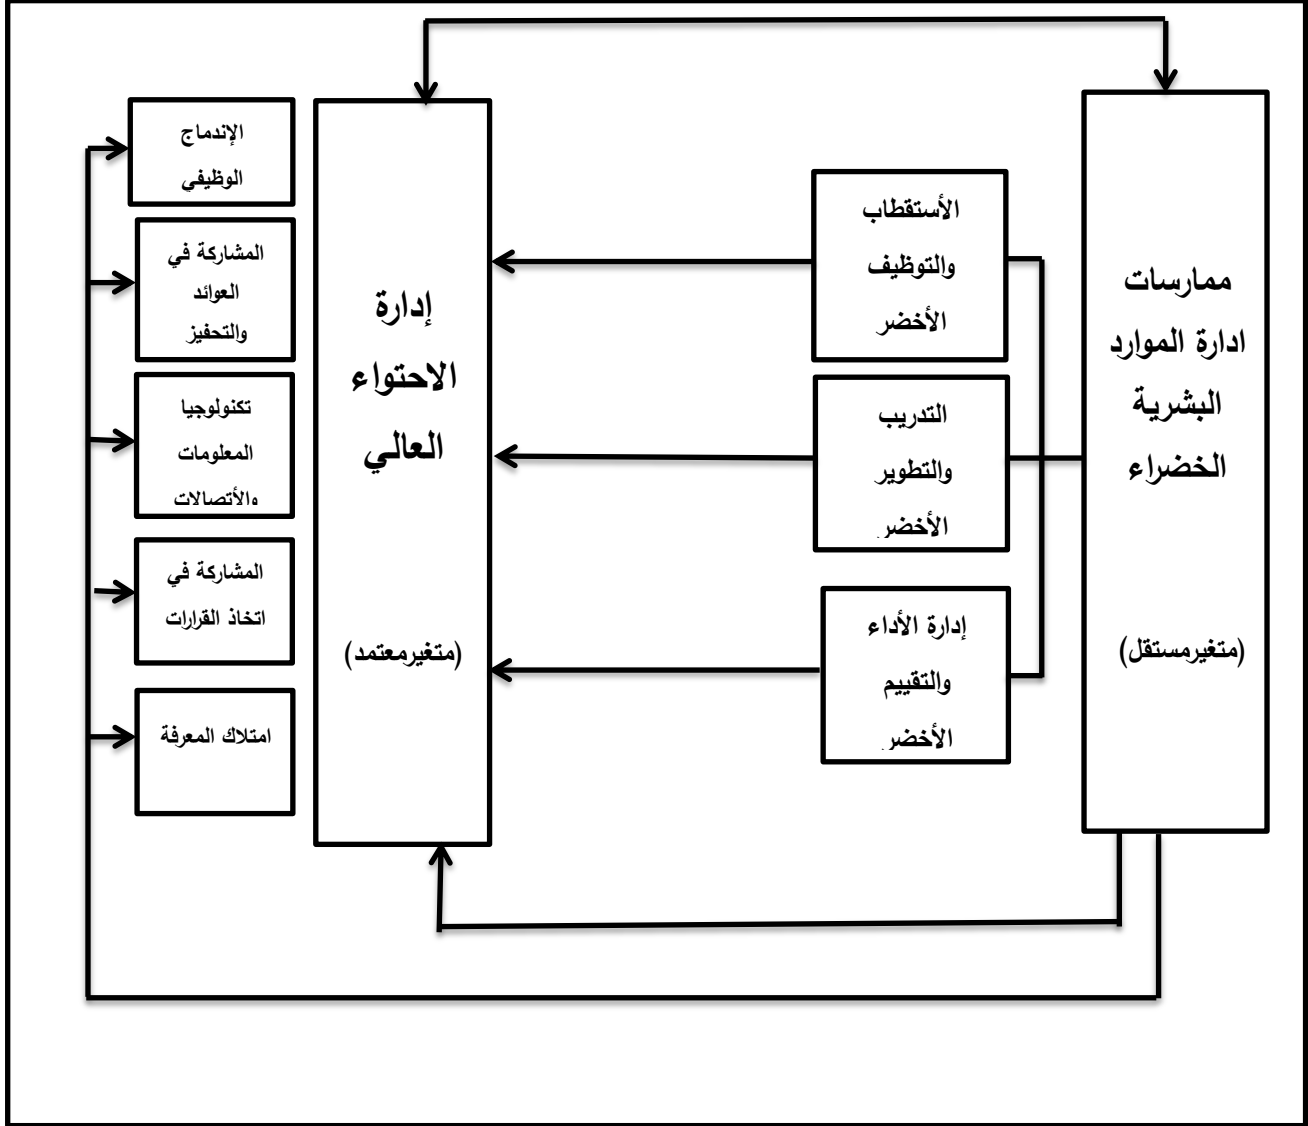 ممارسات
ادارة الموارد
البشرية
الخضراء
(متغيرمستقل)
الأستقطاب
والتوظيف
الأخضر
التدريب
والتطوير
الأخضر
إدارة الأداء
والتقييم
الأخضر
إدارة
الاحتواء
العالي
(متغيرمعتمد)
الإندماج
الوظيفي
المشاركة في
العوائد
والتحفيز
تكنولوجيا
المعلومات
والأتصالات
المشاركة في
اتخاذ القرارات
امتلاك المعرفة